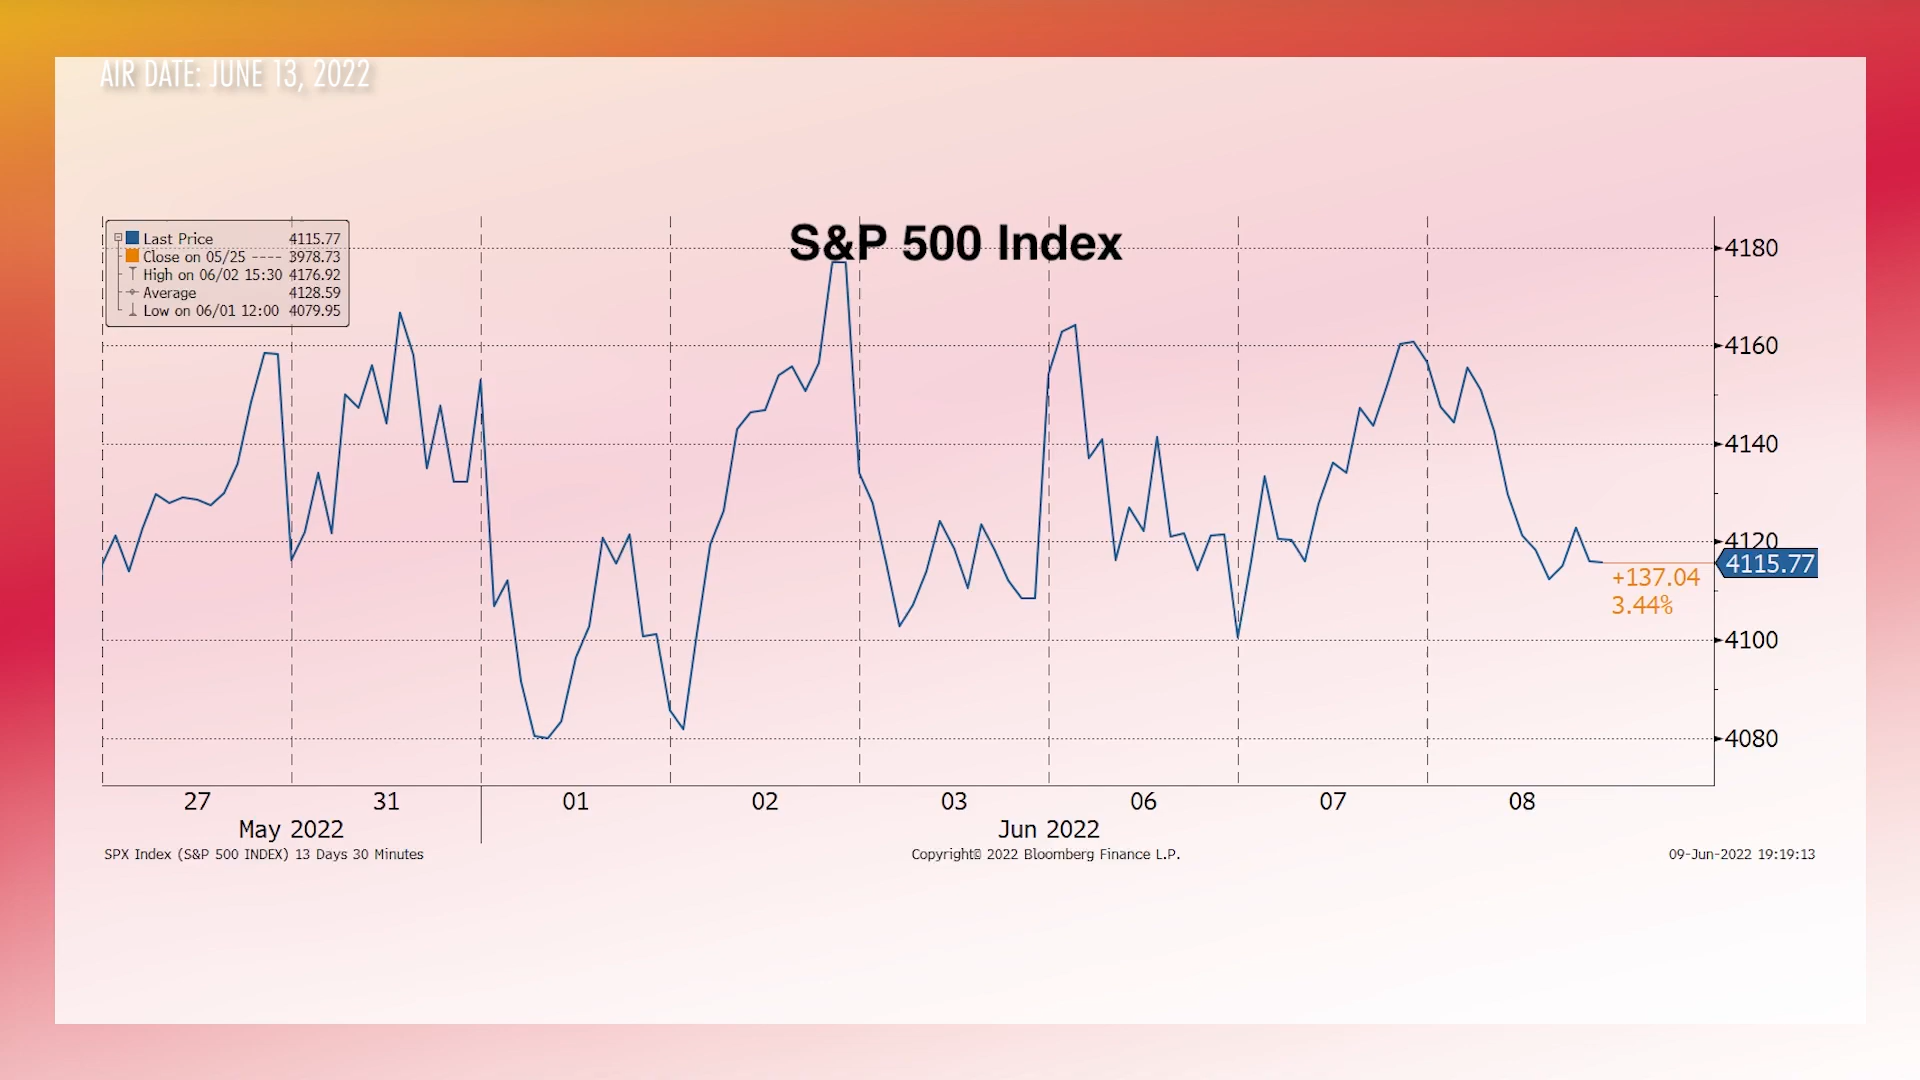 AIR DATE: JUNE 13, 2022
S&P 500 Index
Last Price 4115.77
Close on 05/25 ---- 3978.73
High on 06/02 15:30 4176.92
Average 4128.59
Low on 06/01 12:00 4079.95
4180
4160
4140
4120
4115.77
+137.04
3.44%
4100
4080
27 31 01 02 03 06 07 08
May 2022 Jun 2022
SPX Index (S&P 500 INDEX) 13 Days 30 Minutes Copyright© 2022 Bloomberg Finance L.P. 09-Jun-2022 19:19:13